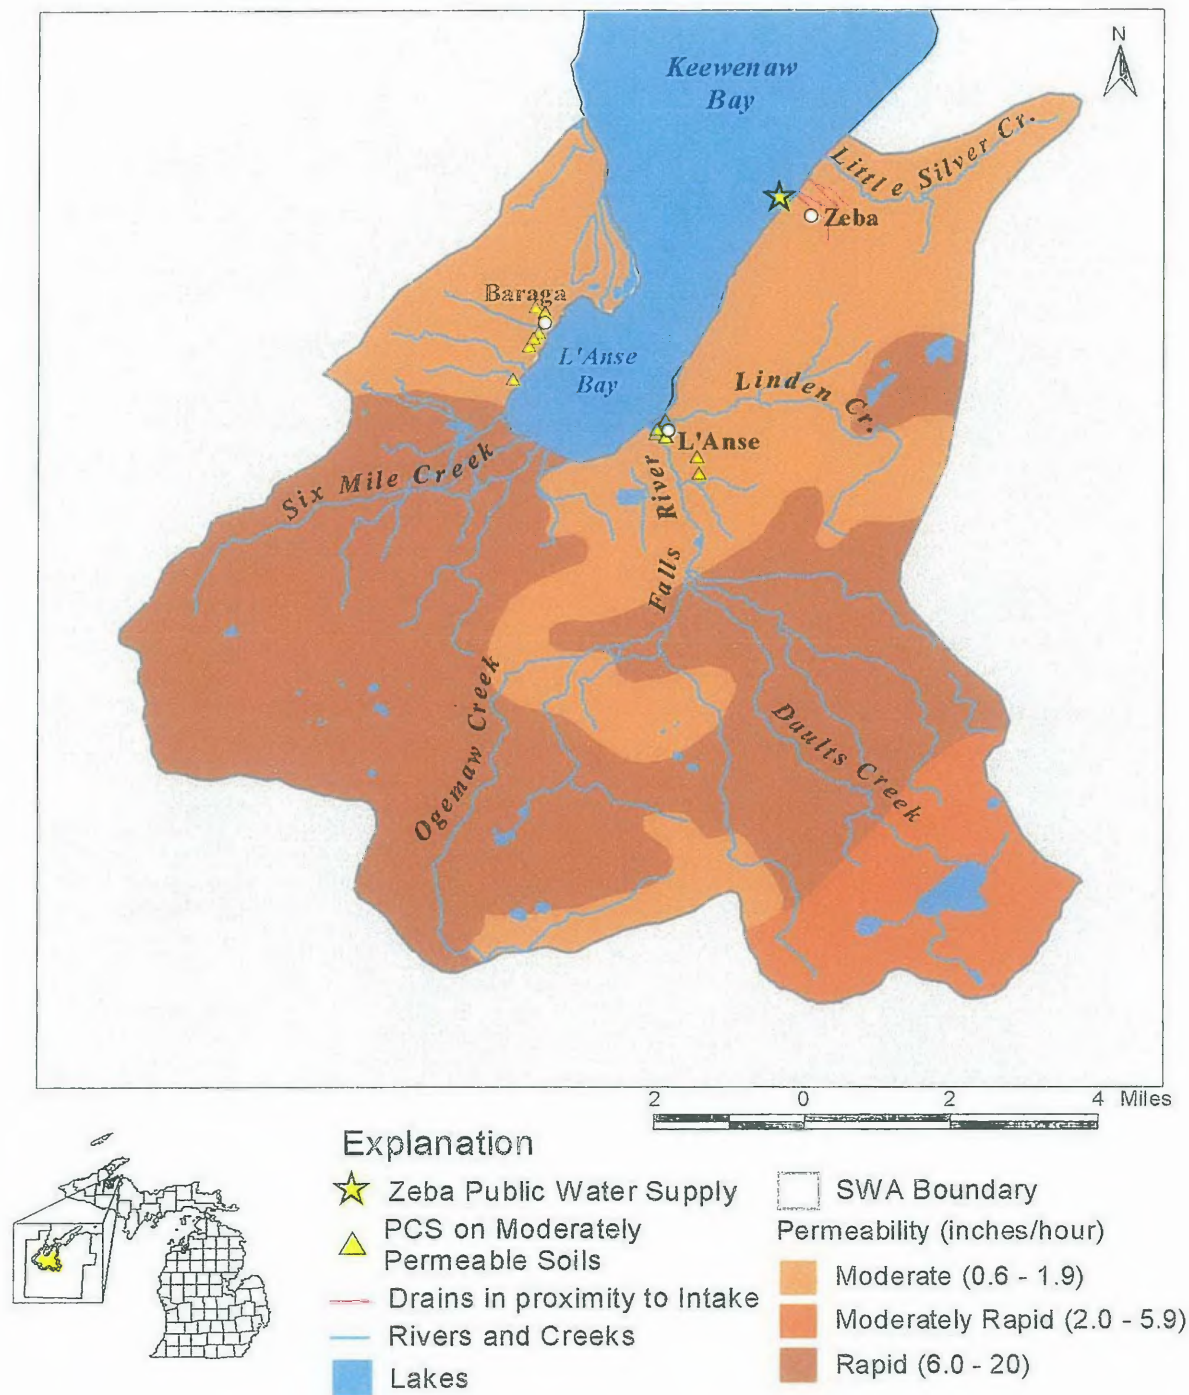 N
Keewenaw
Bay
Little Silver Cr.
Zeba
Baraga
L'Anse
Bay
Linden Cr.
L'Anse
Six Mile Creek
Falls River
Ogemaw Creek
Daults Creek
2 0 2 4 Miles
Explanation
Zeba Public Water Supply
PCS on Moderately
Permeable Soils
Drains in proximity to Intake
Rivers and Creeks
Lakes
SWA Boundary
Permeability (inches/hour)
Moderate (0.6 - 1.9)
Moderately Rapid (2.0 - 5.9)
Rapid (6.0 - 20)